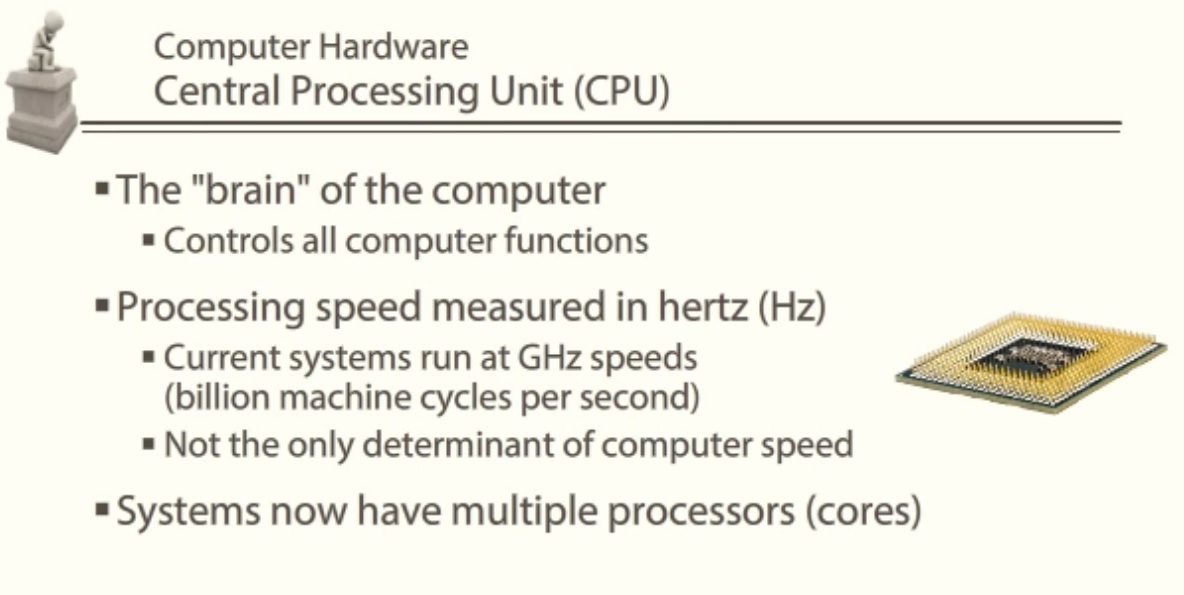 Computer Hardware
Central Processing Unit (CPU)
▪ The "brain" of the computer
▪ Controls all computer functions
▪ Processing speed measured in hertz (Hz)
▪ Current systems run at GHz speeds
(billion machine cycles per second)
▪ Not the only determinant of computer speed
▪ Systems now have multiple processors (cores)